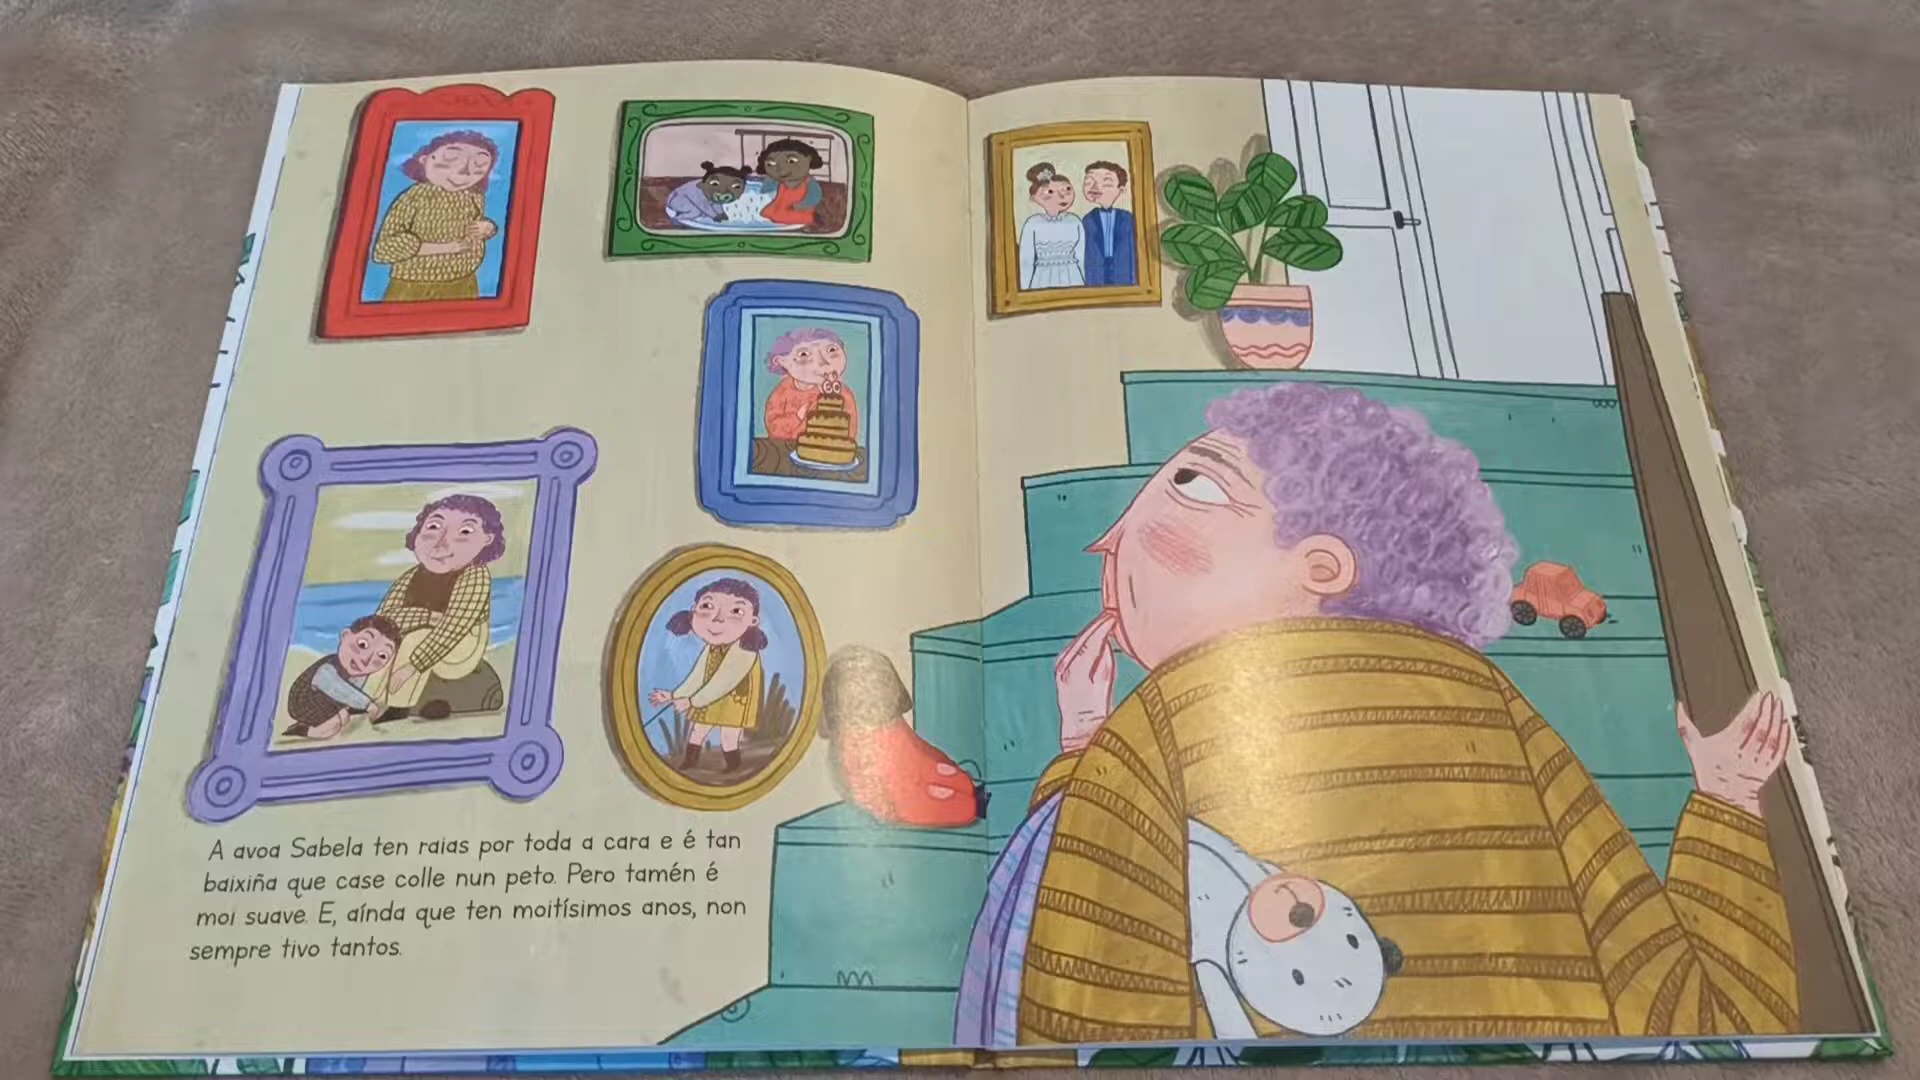 60
A avoa Sabela ten raias por toda a cara e é tan
baixiña que case colle nun peto. Pero tamén é
moi suave. E, aínda que ten moitísimos anos, non
sempre tivo tantos.